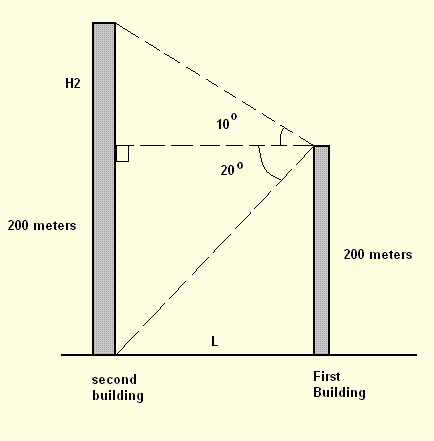 H2
10°
20°
200 meters
200 meters
L
second
building
First
Building